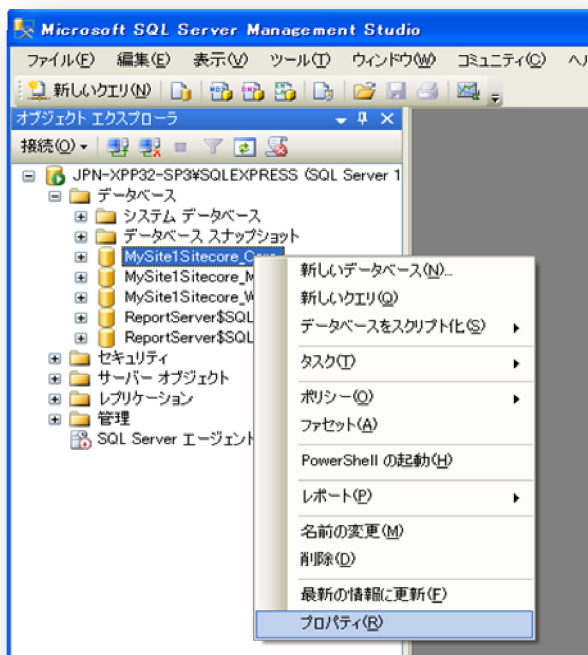 Microsoft SQL Server Management Studio
ファイル(F) 編集(E) 表示(V) ツール(T) ウィンドウ(W) コミュニティ(C)
新しいクエリ(N)
オブジェクト エクスプローラ
接続(O)
JPN-XPP32-SP3¥SQLEXPRESS (SQL Server 1
データベース
システム データベース
データベース スナップショット
MySite1Sitecore_Core
MySite1Sitecore_M
MySite1Sitecore_W
ReportServer$SQL
ReportServer$SQL
セキュリティ
サーバー オブジェクト
レプリケーション
管理
SQL Server エージェント
新しいデータベース(N)...
新しいクエリ(Q)
データベースをスクリプト化(S)
タスク(T)
ポリシー(O)
ファセット(A)
PowerShell の起動(H)
レポート(P)
名前の変更(M)
削除(D)
最新の情報に更新(F)
プロパティ(R)